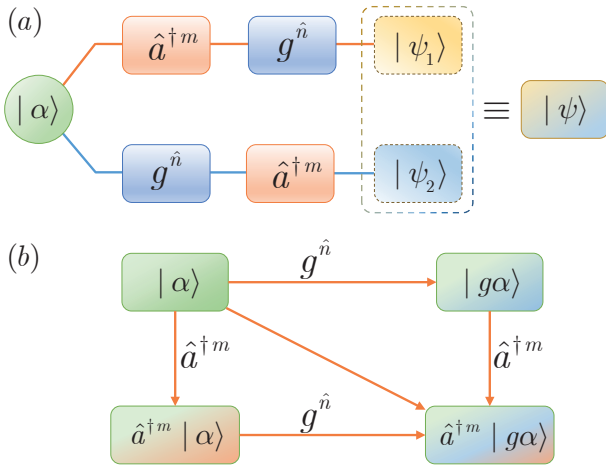 (a)
â†m
g^n̂
| ψ₁⟩
| α⟩
≡
| ψ⟩
g^n̂
â†m
| ψ₂⟩
(b)
| α⟩
g^n̂
| gα⟩
â†m
â†m
â†m | α⟩
g^n̂
â†m | gα⟩